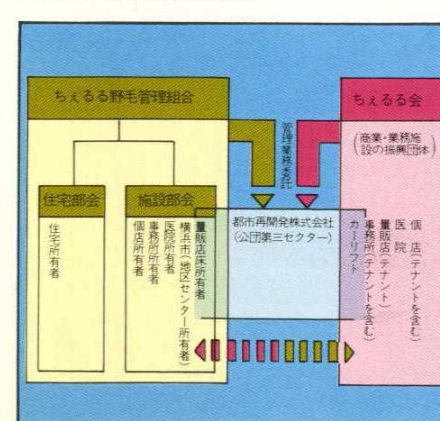 ちぇるる野毛管理組合
住宅部会
住宅所有者
施設部会
量販店床所有者
横浜市(地区センター所有者)
医院所有者
事務所所有者
個店所有者
管理業務委託
都市再開発株式会社
(公団第三セクター)
ちぇるる会
(商業・業務施
設の振興団体)
個店(テナントを含む)
医院
量販店(テナント)
事務所(テナントを含む)
カーリフト